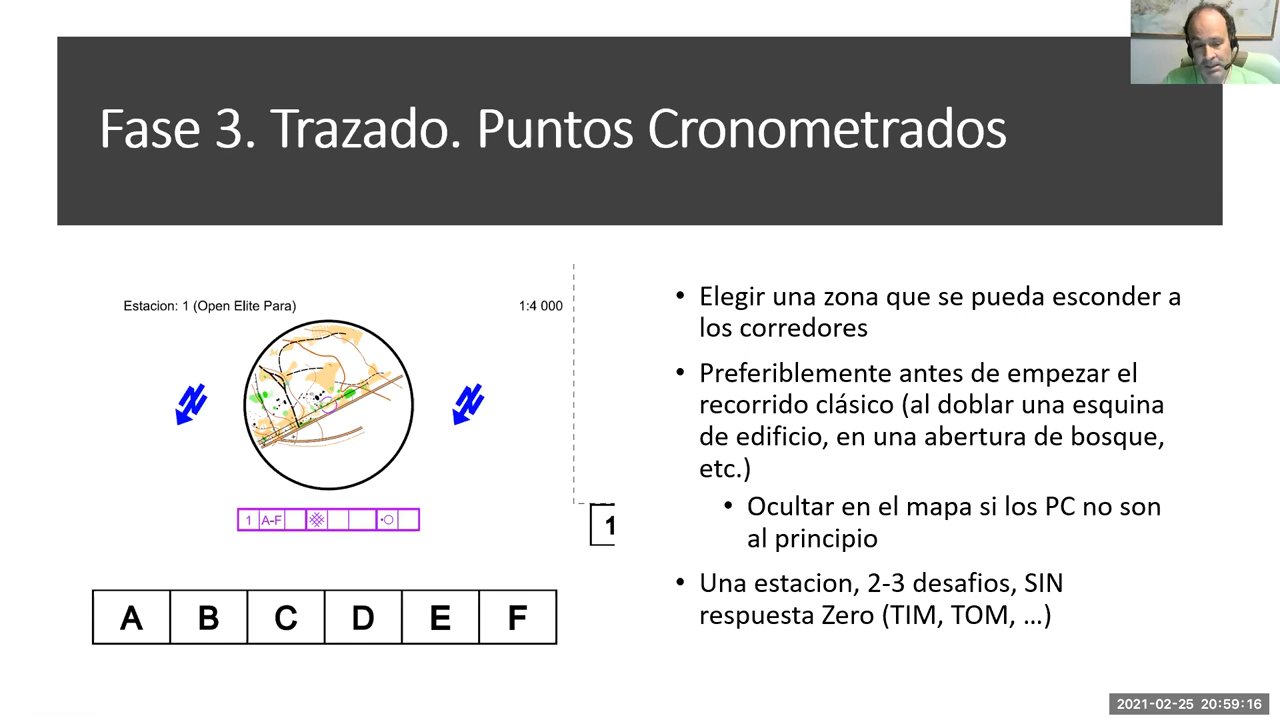 Fase 3. Trazado. Puntos Cronometrados
Estacion: 1 (Open Elite Para)
1:4 000
1 A-F
A B C D E F
1
• Elegir una zona que se pueda esconder a
los corredores
• Preferiblemente antes de empezar el
recorrido clásico (al doblar una esquina
de edificio, en una abertura de bosque,
etc.)
• Ocultar en el mapa si los PC no son
al principio
• Una estacion, 2-3 desafios, SIN
respuesta Zero (TIM, TOM, ...)
2021-02-25 20:59:16